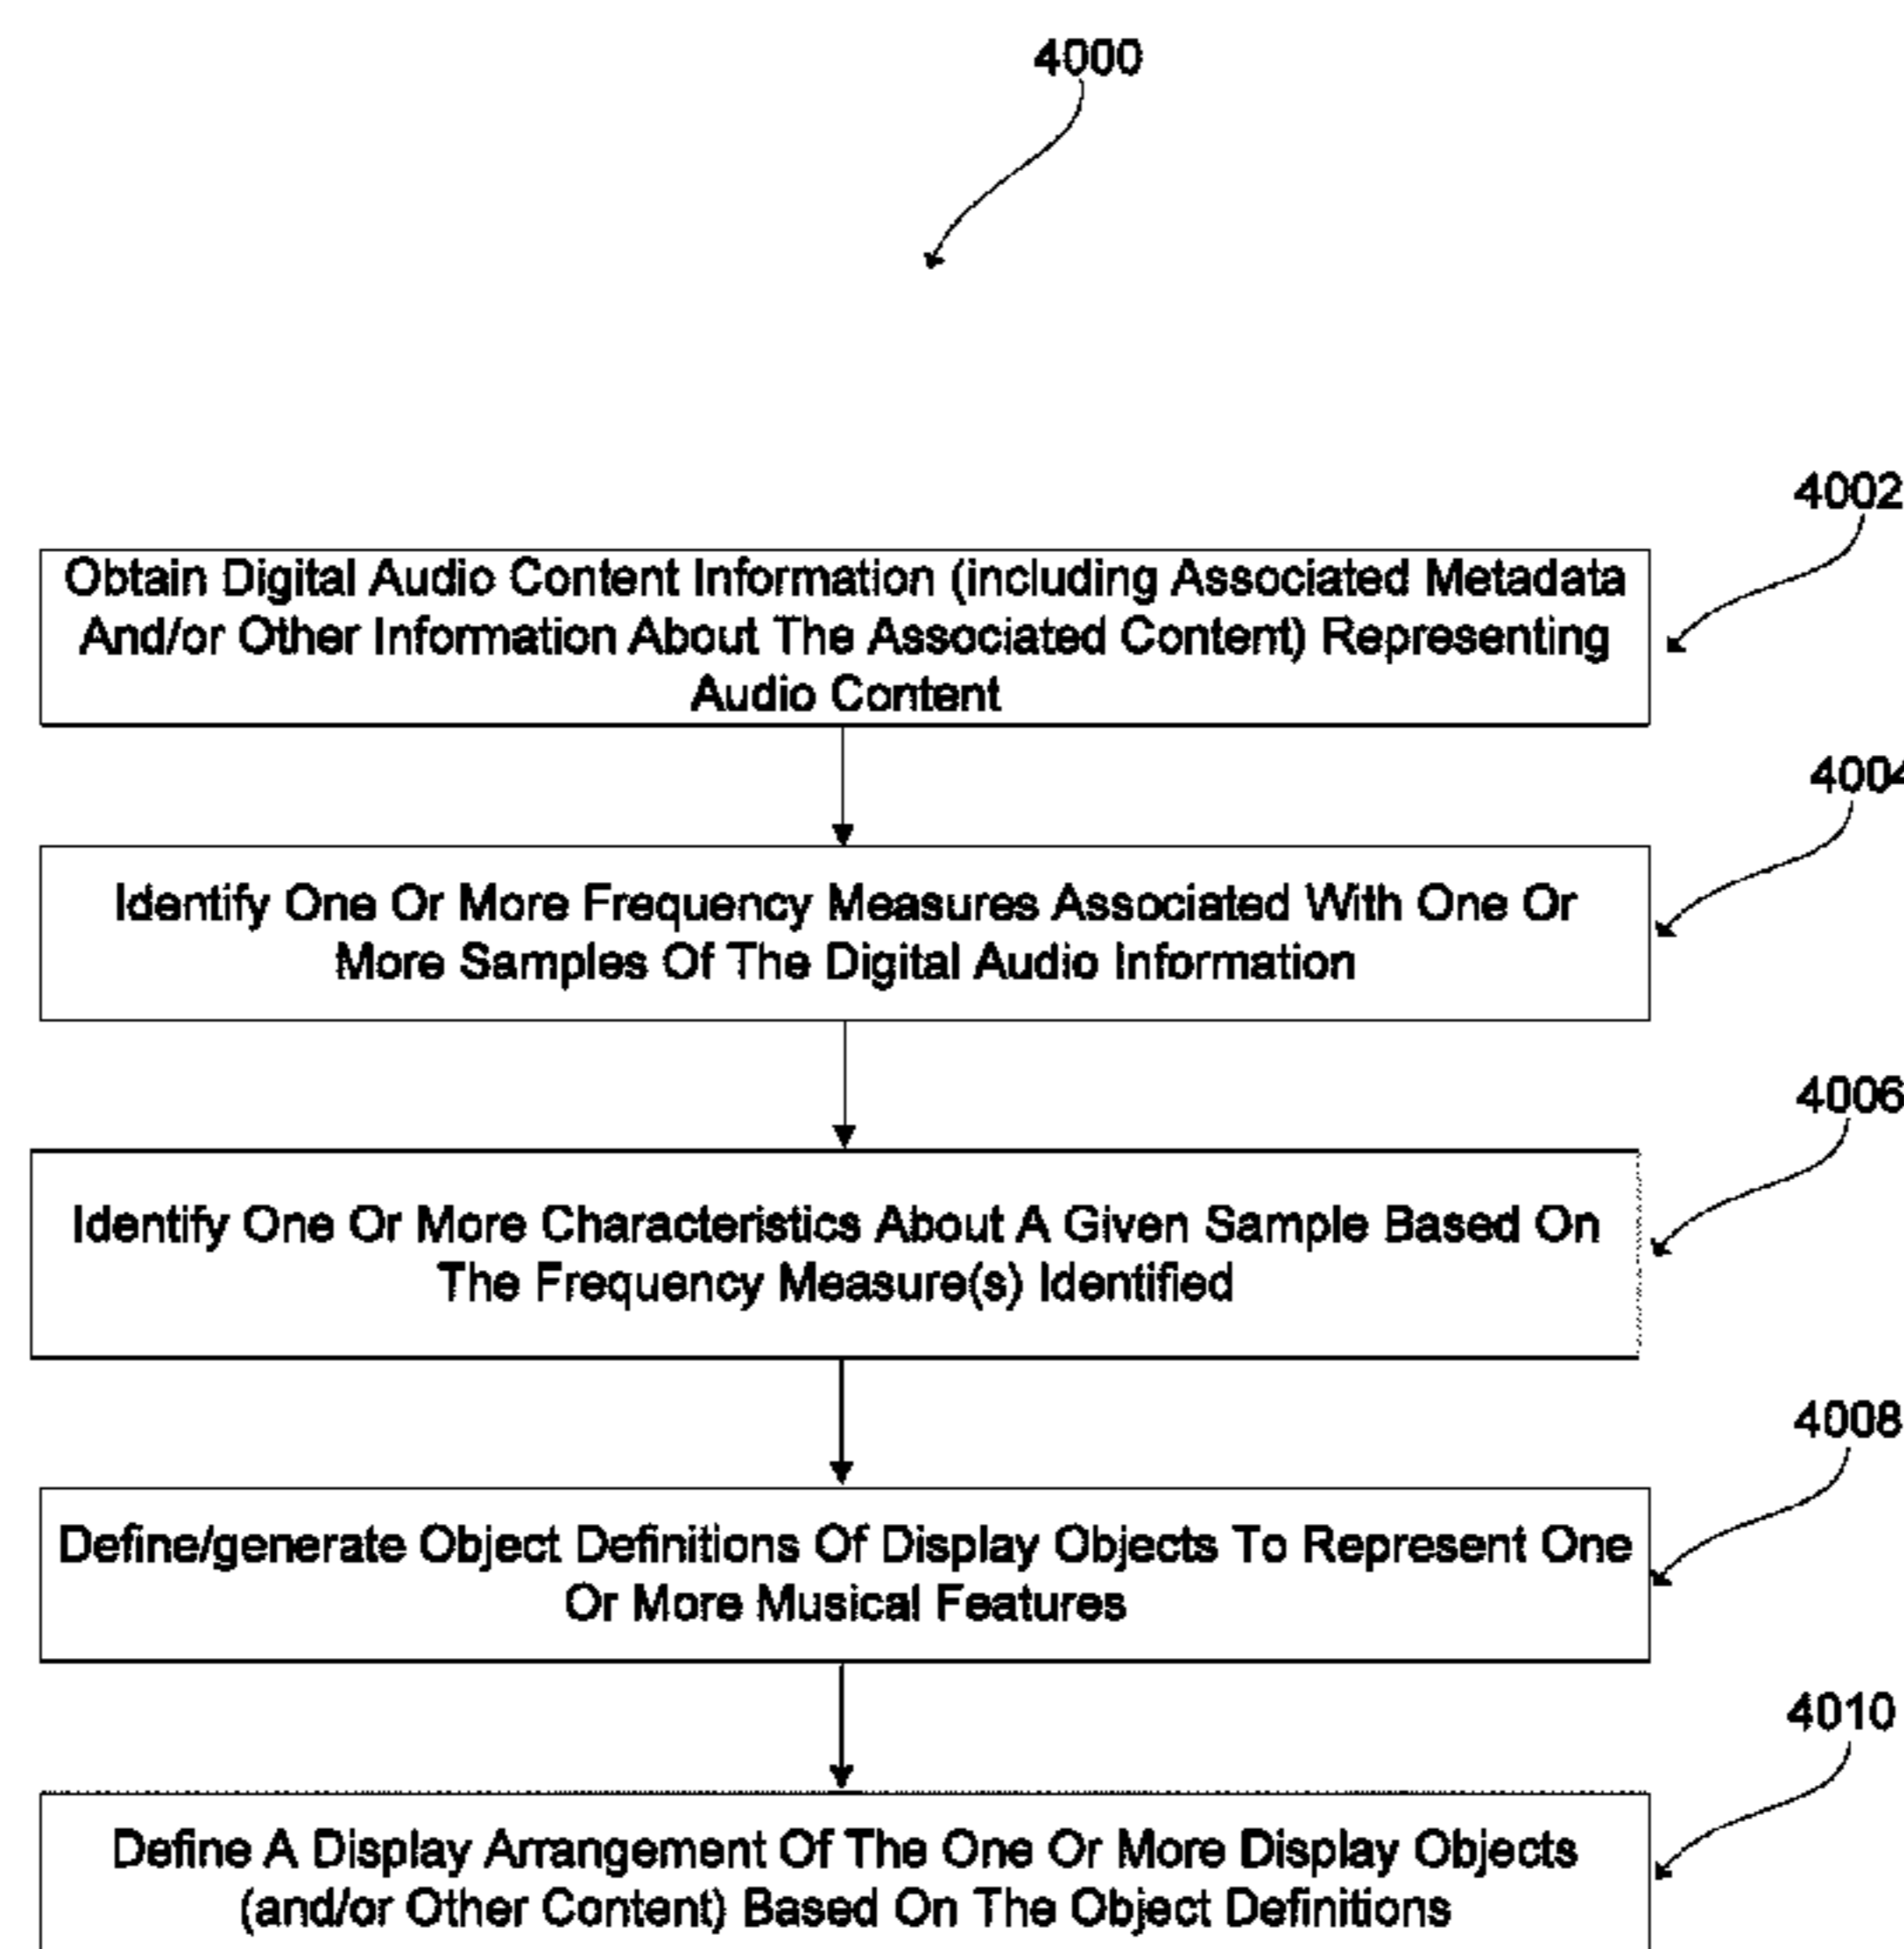 4000
4002
Obtain Digital Audio Content Information (including Associated Metadata
And/or Other Information About The Associated Content) Representing
Audio Content
4004
Identify One Or More Frequency Measures Associated With One Or
More Samples Of The Digital Audio Information
4006
Identify One Or More Characteristics About A Given Sample Based On
The Frequency Measure(s) Identified
4008
Define/generate Object Definitions Of Display Objects To Represent One
Or More Musical Features
4010
Define A Display Arrangement Of The One Or More Display Objects
(and/or Other Content) Based On The Object Definitions